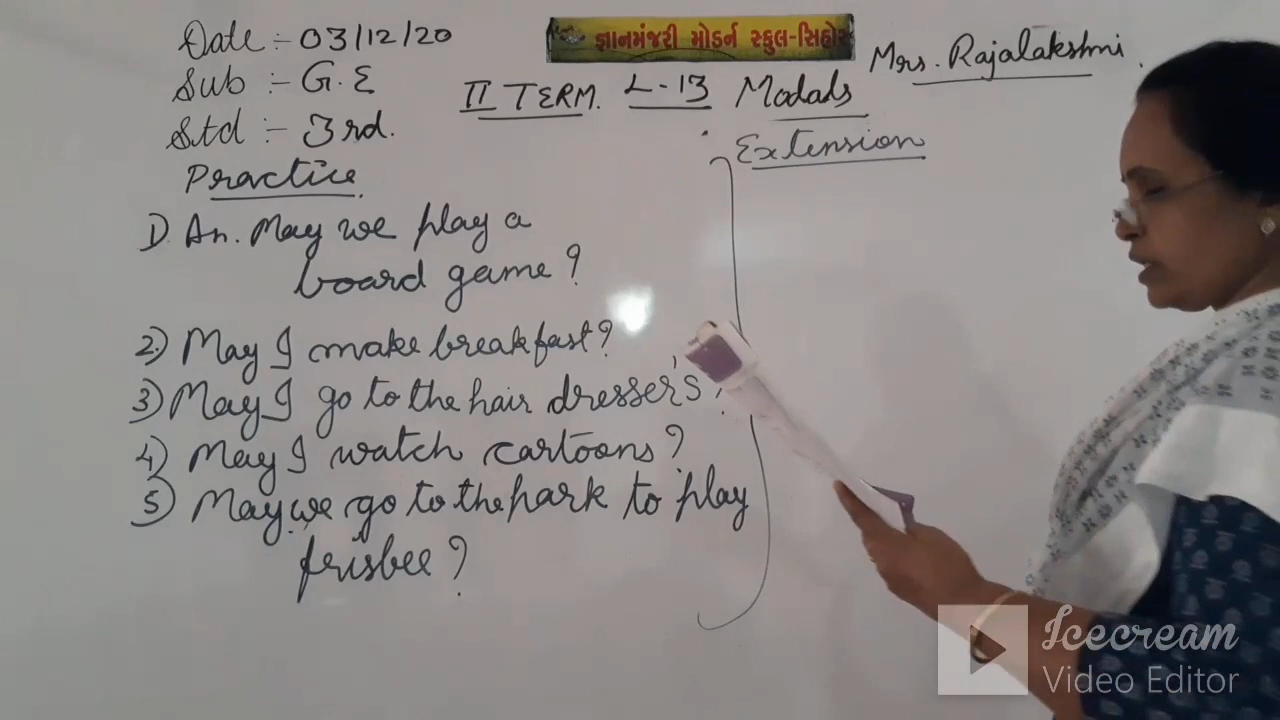 Date :- 03/12/20
જ્ઞાનમંજરી મોડર્ન સ્કુલ-સિહોર
Mrs. Rajalakshmi.
Sub :- G.E
II TERM. L-13 Modals
Std :- 3rd.
Extension
Practice
1). An. May we play a
board game?
2.) May I make breakfast?
3) May I go to the hair dresser's?
4) May I watch cartoons?
5) May we go to the park to play
frisbee?
Icecream
Video Editor